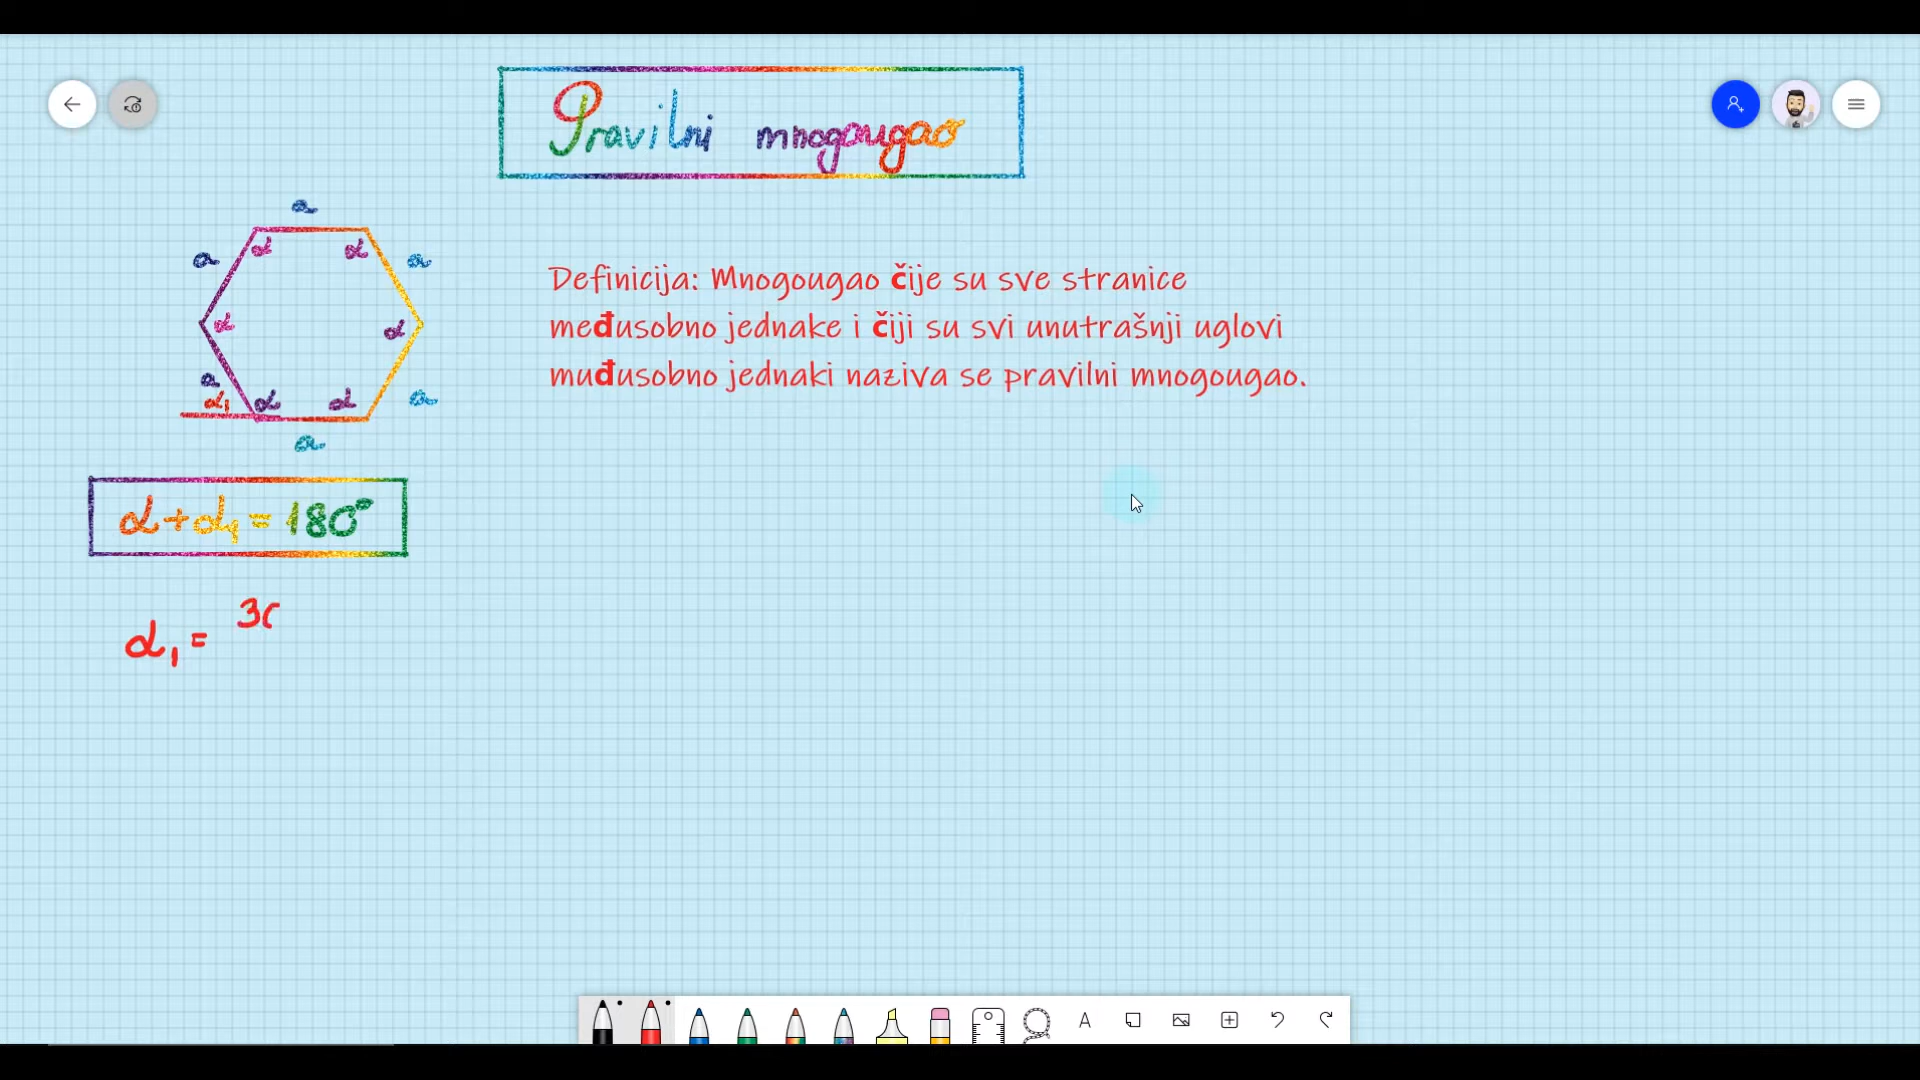 Pravilni mnogougao
a
a
a
α
α
α
α
a
a
α₁
α
α
a
Definicija: Mnogougao čije su sve stranice
međusobno jednake i čiji su svi unutrašnji uglovi
muđusobno jednaki naziva se pravilni mnogougao.
α+α₁=180°
α₁=
A